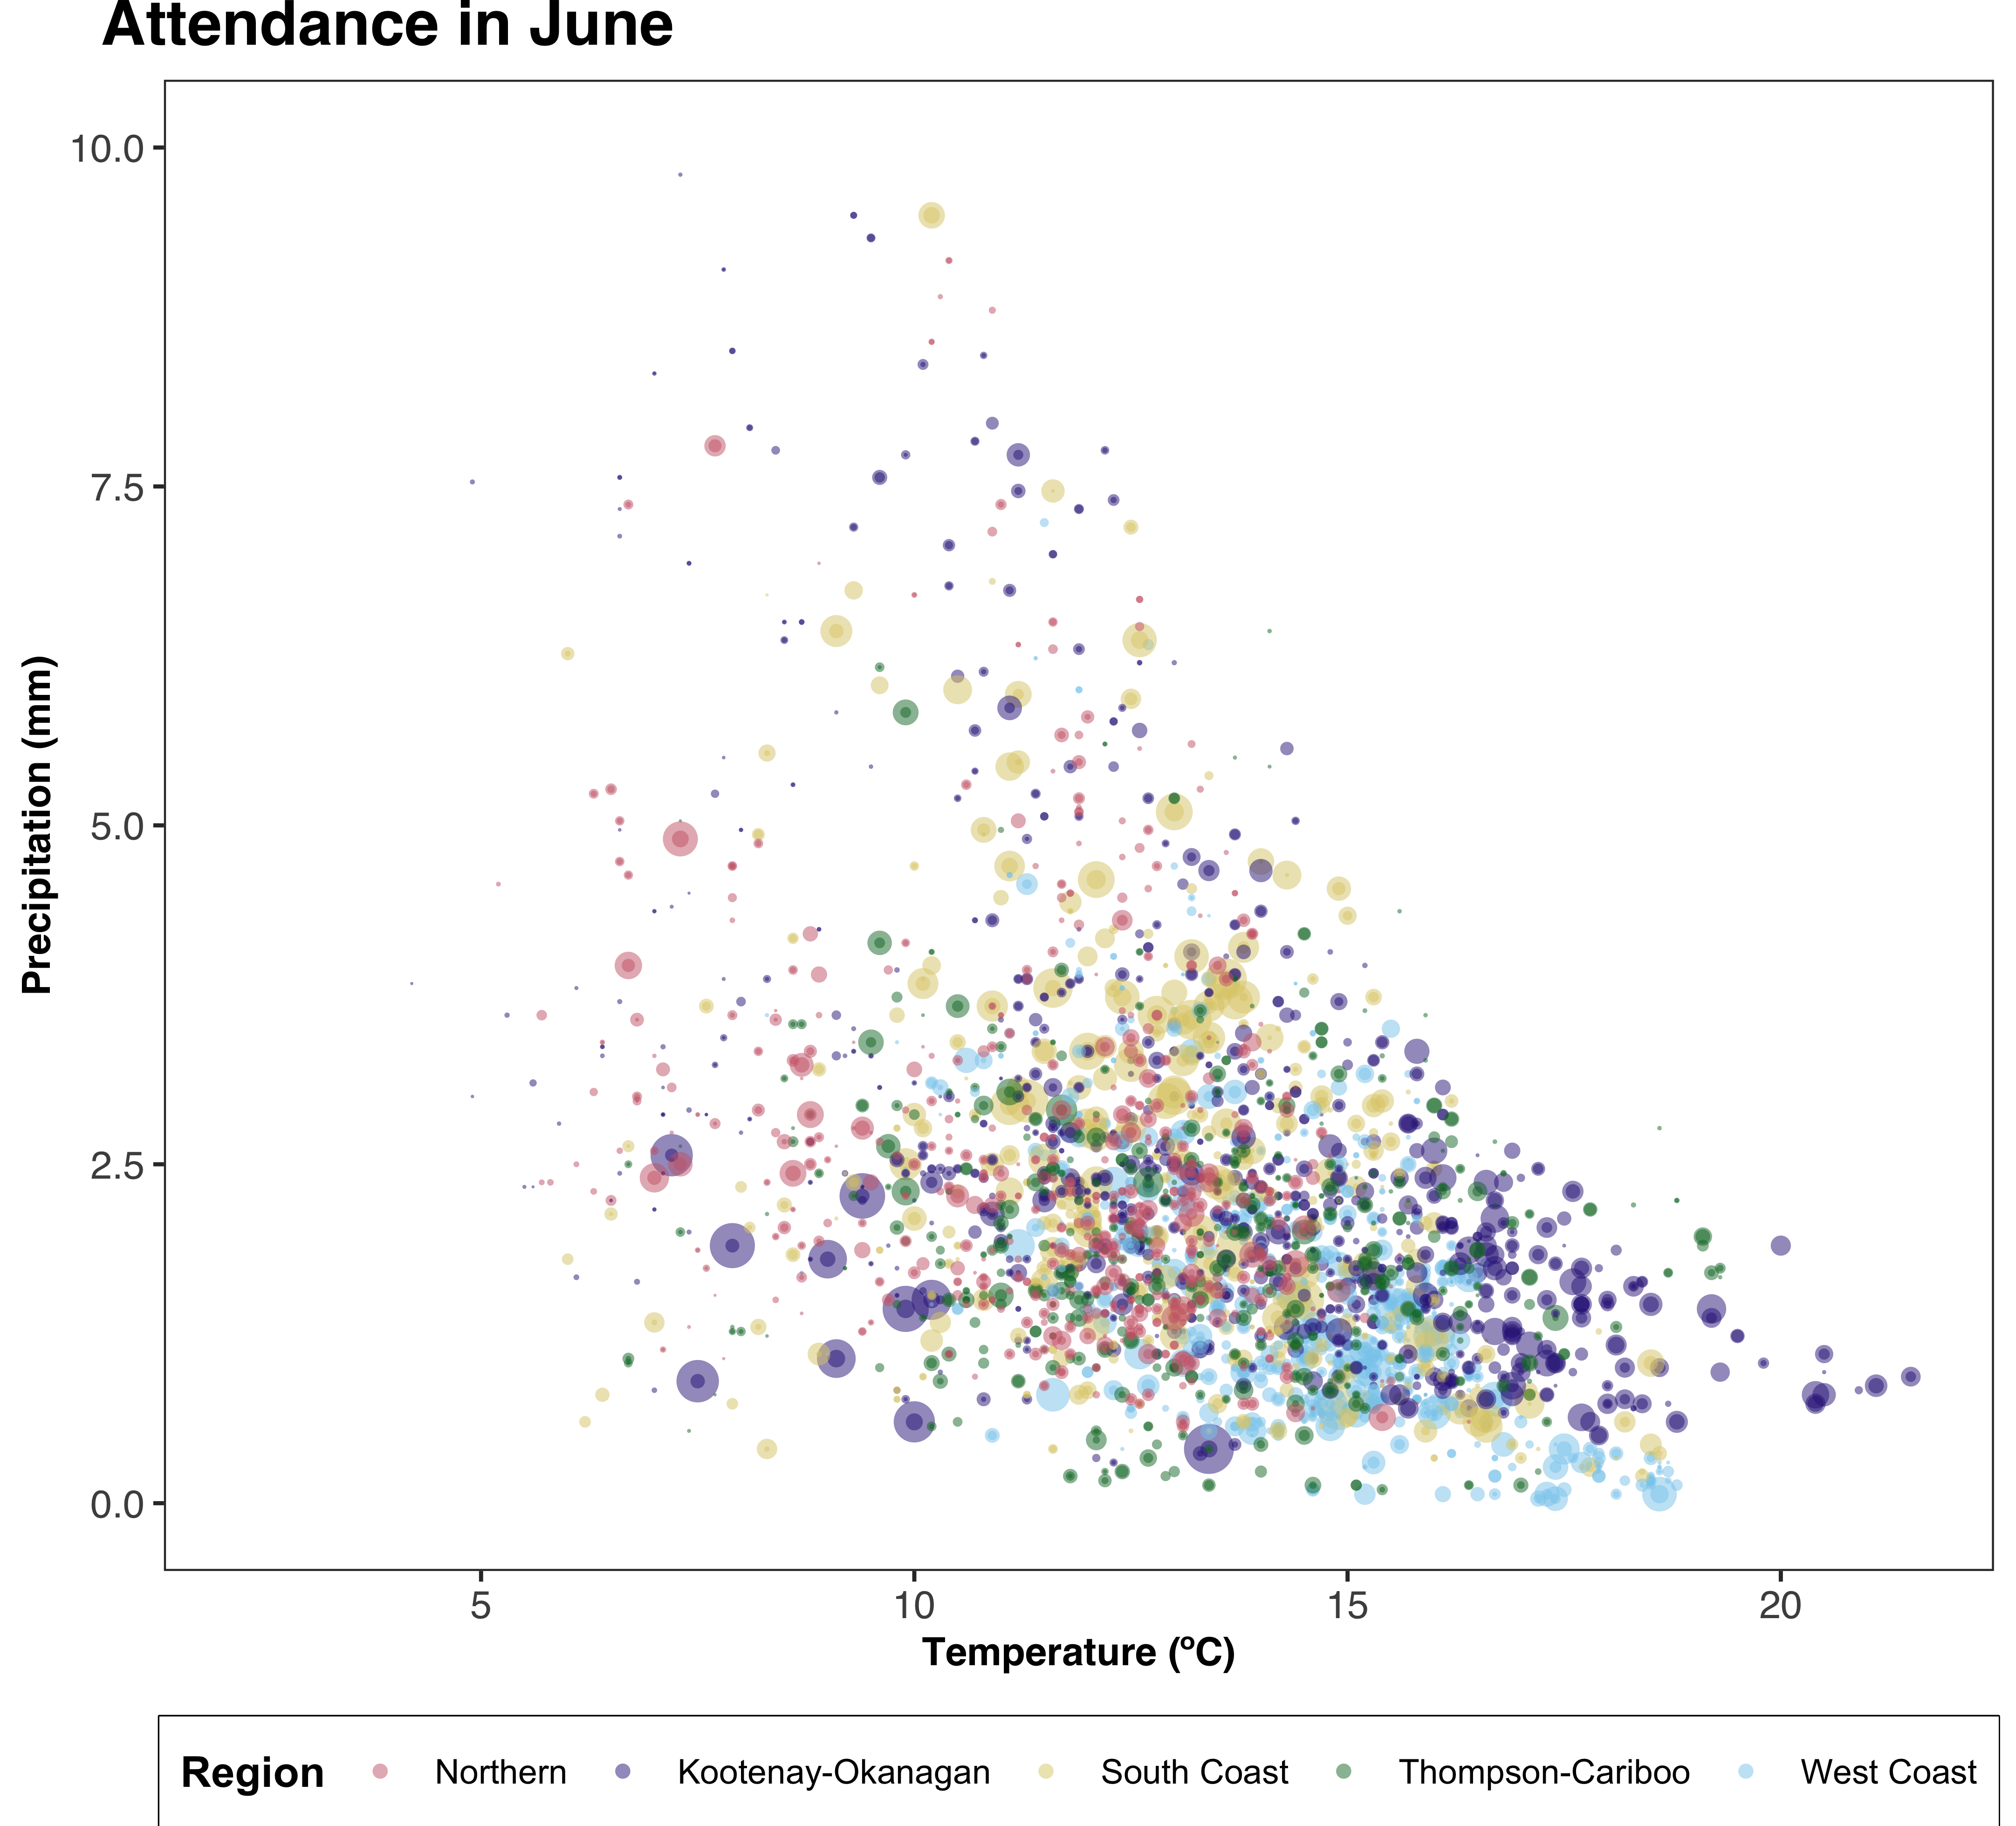 Attendance in June
10.0
7.5
5.0
2.5
0.0
Precipitation (mm)
5 10 15 20
Temperature (ºC)
Region Northern Kootenay-Okanagan South Coast Thompson-Cariboo West Coast